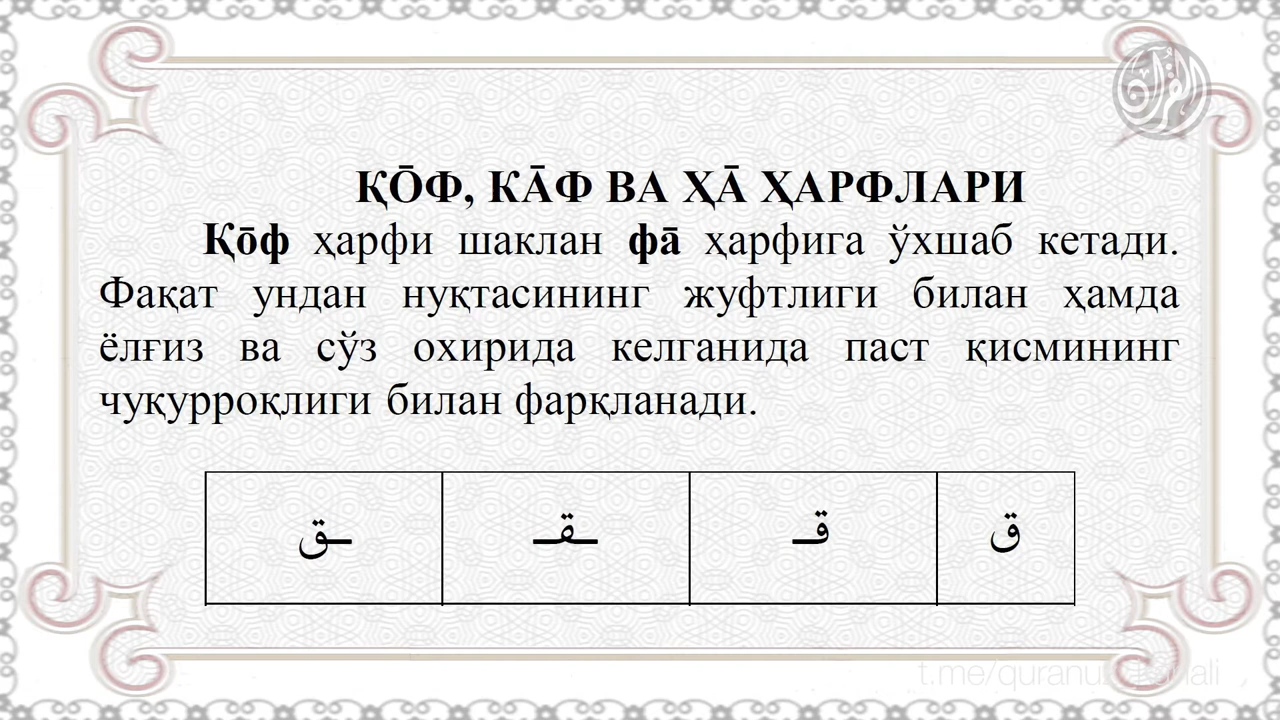 ҚŌФ, КĀФ ВА ҲĀ ҲАРФЛАРИ
Қōф ҳарфи шаклан фā ҳарфига ўхшаб кетади.
Фақат ундан нуқтасининг жуфтлиги билан ҳамда
ёлғиз ва сўз охирида келганида паст қисмининг
чуқурроқлиги билан фарқланади.
ق قـ ـقـ ـق
القرآن